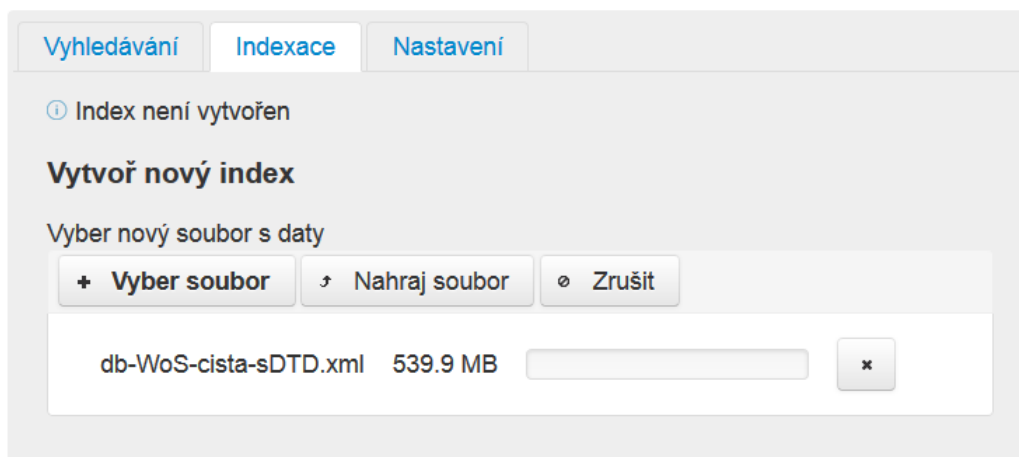 Vyhledávání Indexace Nastavení
Index není vytvořen
Vytvoř nový index
Vyber nový soubor s daty
Vyber soubor Nahraj soubor Zrušit
db-WoS-cista-sDTD.xml 539.9 MB